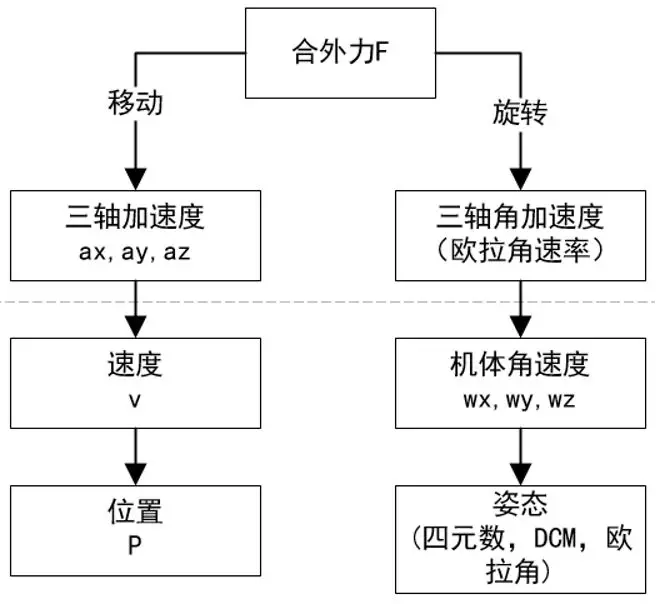 合外力F
移动
旋转
三轴加速度
ax, ay, az
三轴角加速度
（欧拉角速率）
速度
v
机体角速度
wx, wy, wz
位置
P
姿态
(四元数，DCM，欧
拉角)